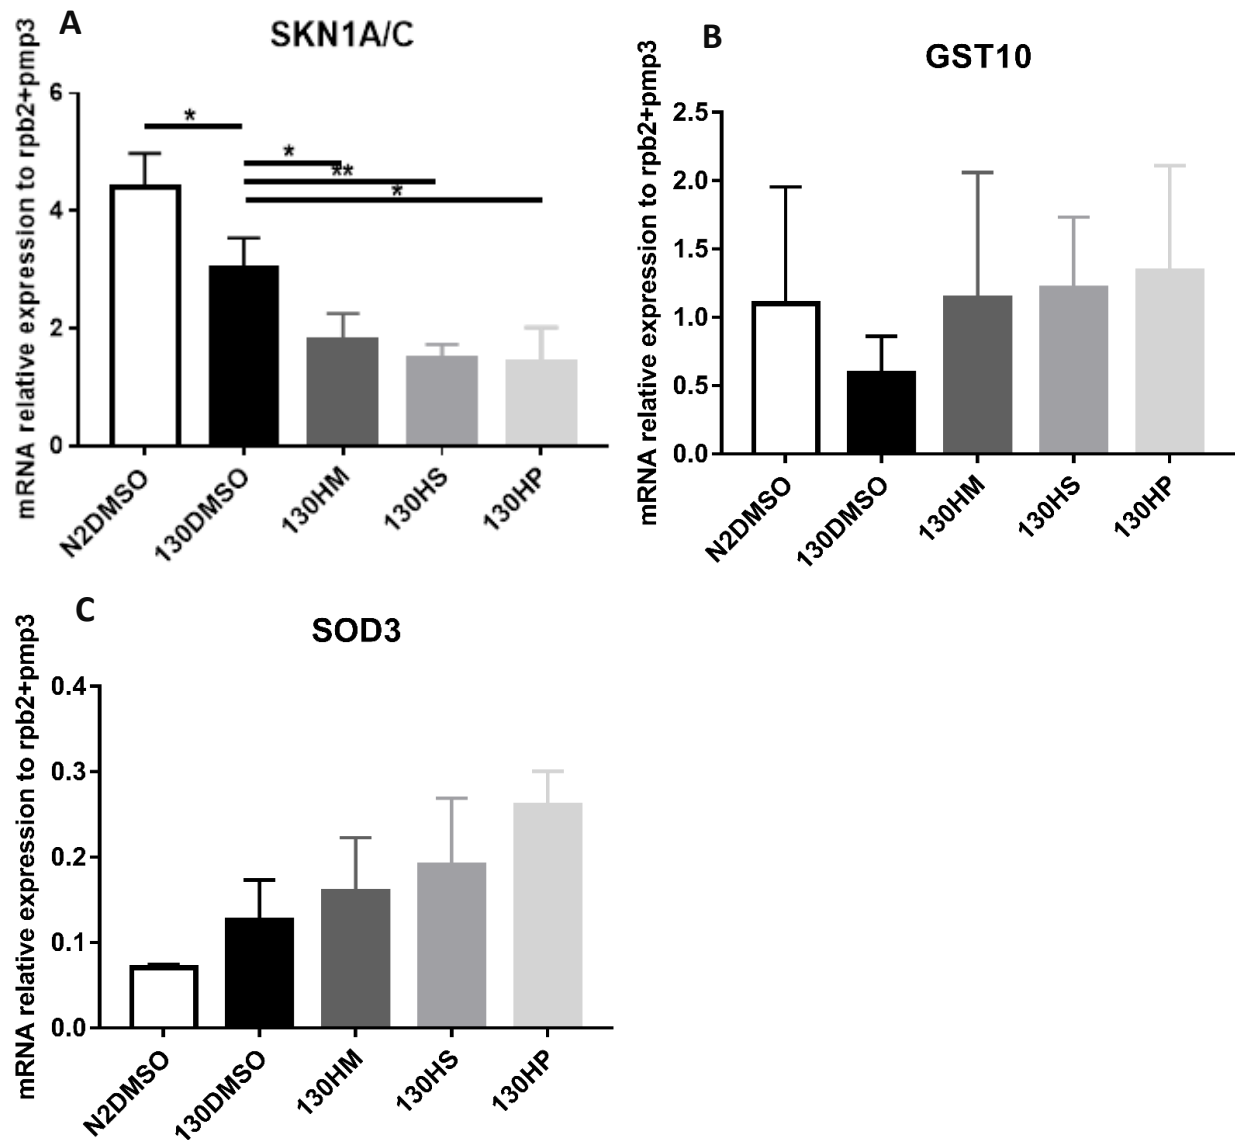 A
SKN1A/C
mRNA relative expression to rpb2+pmp3
6
4
2
0
*
*
**
*
N2DMSO
130DMSO
130HM
130HS
130HP
B
GST10
mRNA relative expression to rpb2+pmp3
2.5
2.0
1.5
1.0
0.5
0.0
N2DMSO
130DMSO
130HM
130HS
130HP
C
SOD3
mRNA relative expression to rpb2+pmp3
0.4
0.3
0.2
0.1
0.0
N2DMSO
130DMSO
130HM
130HS
130HP